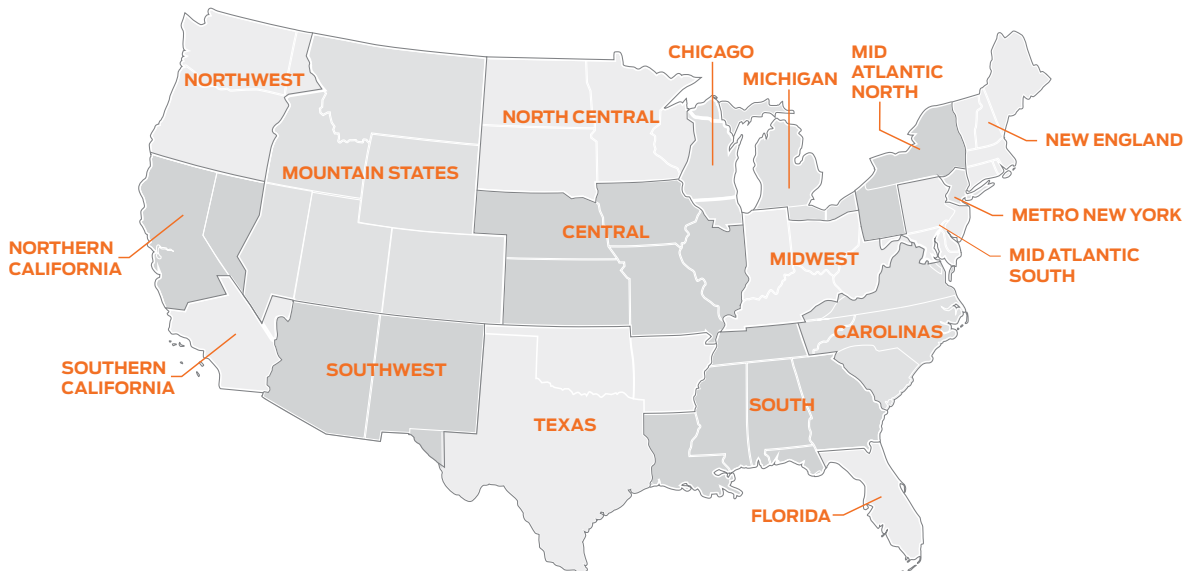 CHICAGO
MICHIGAN
MID
ATLANTIC
NORTH
NORTHWEST
NORTH CENTRAL
NEW ENGLAND
MOUNTAIN STATES
METRO NEW YORK
CENTRAL
NORTHERN
CALIFORNIA
MIDWEST
MID ATLANTIC
SOUTH
CAROLINAS
SOUTHERN
CALIFORNIA
SOUTHWEST
SOUTH
TEXAS
FLORIDA